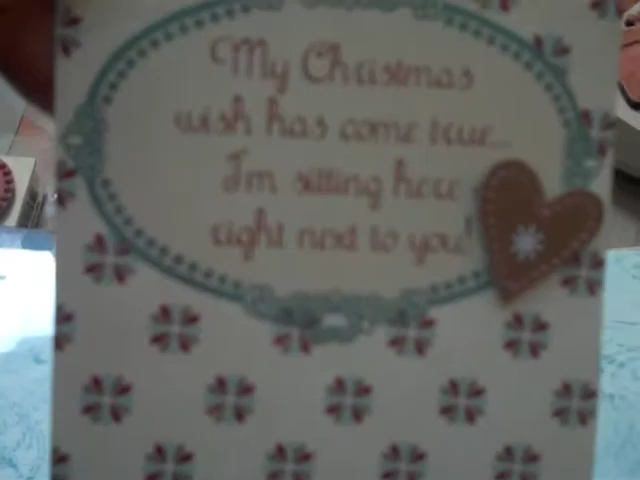 My Christmas
wish has come true...
I'm sitting here
right next to you!